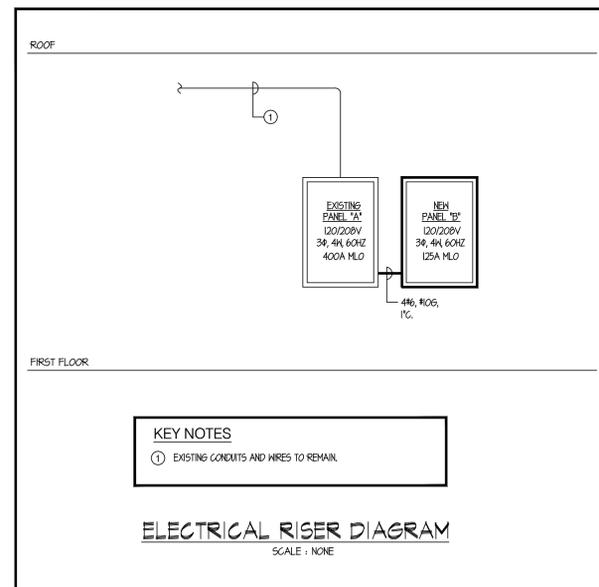 ROOF
1
EXISTING
PANEL "A"
120/208V
3Φ, 4W, 60HZ
400A MLO
NEW
PANEL "B"
120/208V
3Φ, 4W, 60HZ
125A MLO
4#6, #10G,
1"C.
FIRST FLOOR
KEY NOTES
1 EXISTING CONDUITS AND WIRES TO REMAIN.
ELECTRICAL RISER DIAGRAM
SCALE : NONE